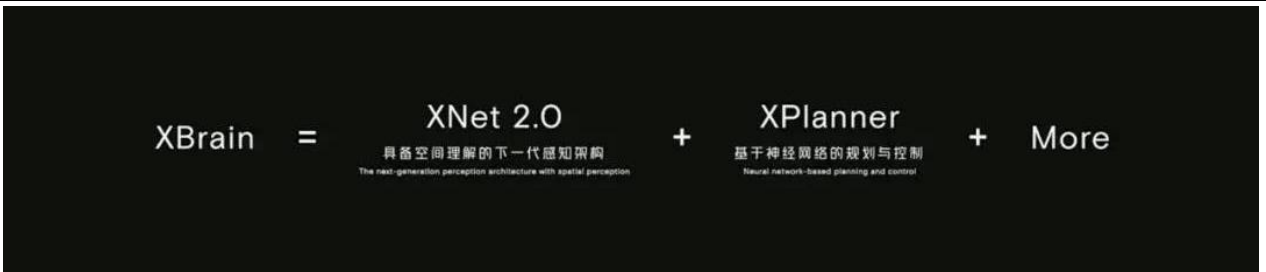 XBrain = XNet 2.0 + XPlanner + More
具备空间理解的下一代感知架构
The next-generation perception architecture with spatial perception
基于神经网络的规划与控制
Neural network-based planning and control